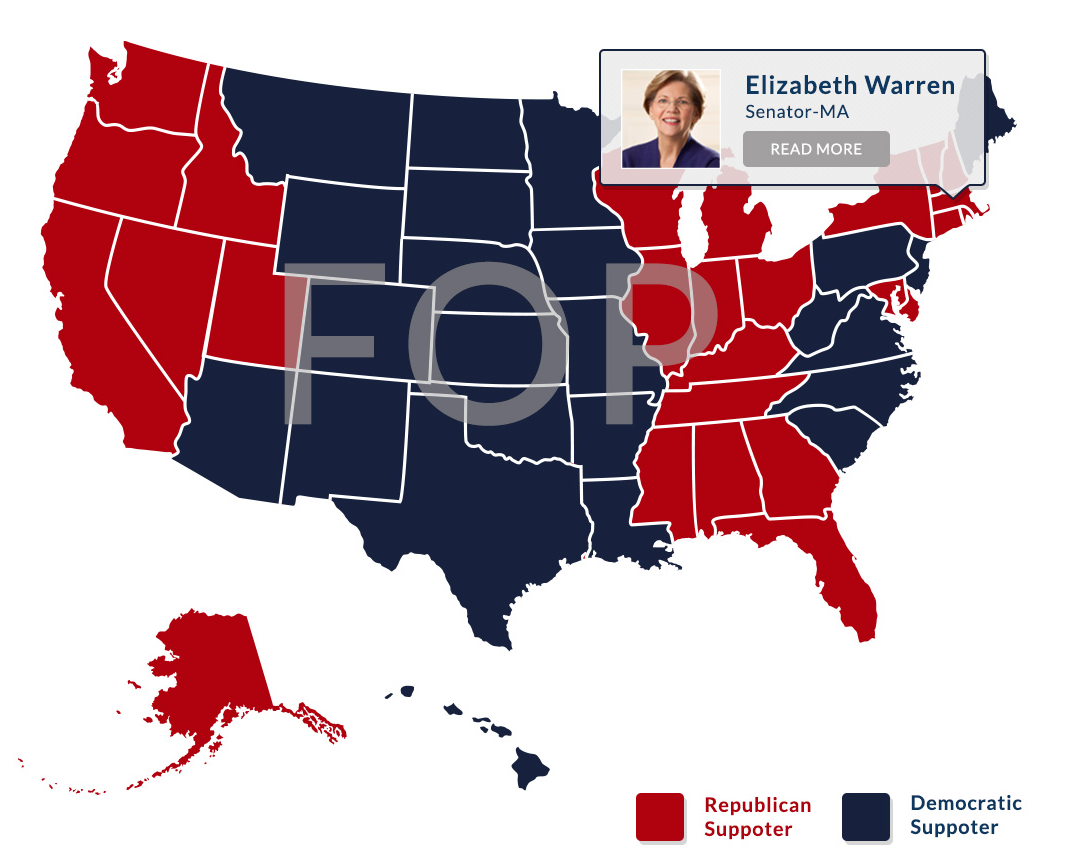 Elizabeth Warren
Senator-MA
READ MORE
FOP
Republican
Suppoter
Democratic
Suppoter